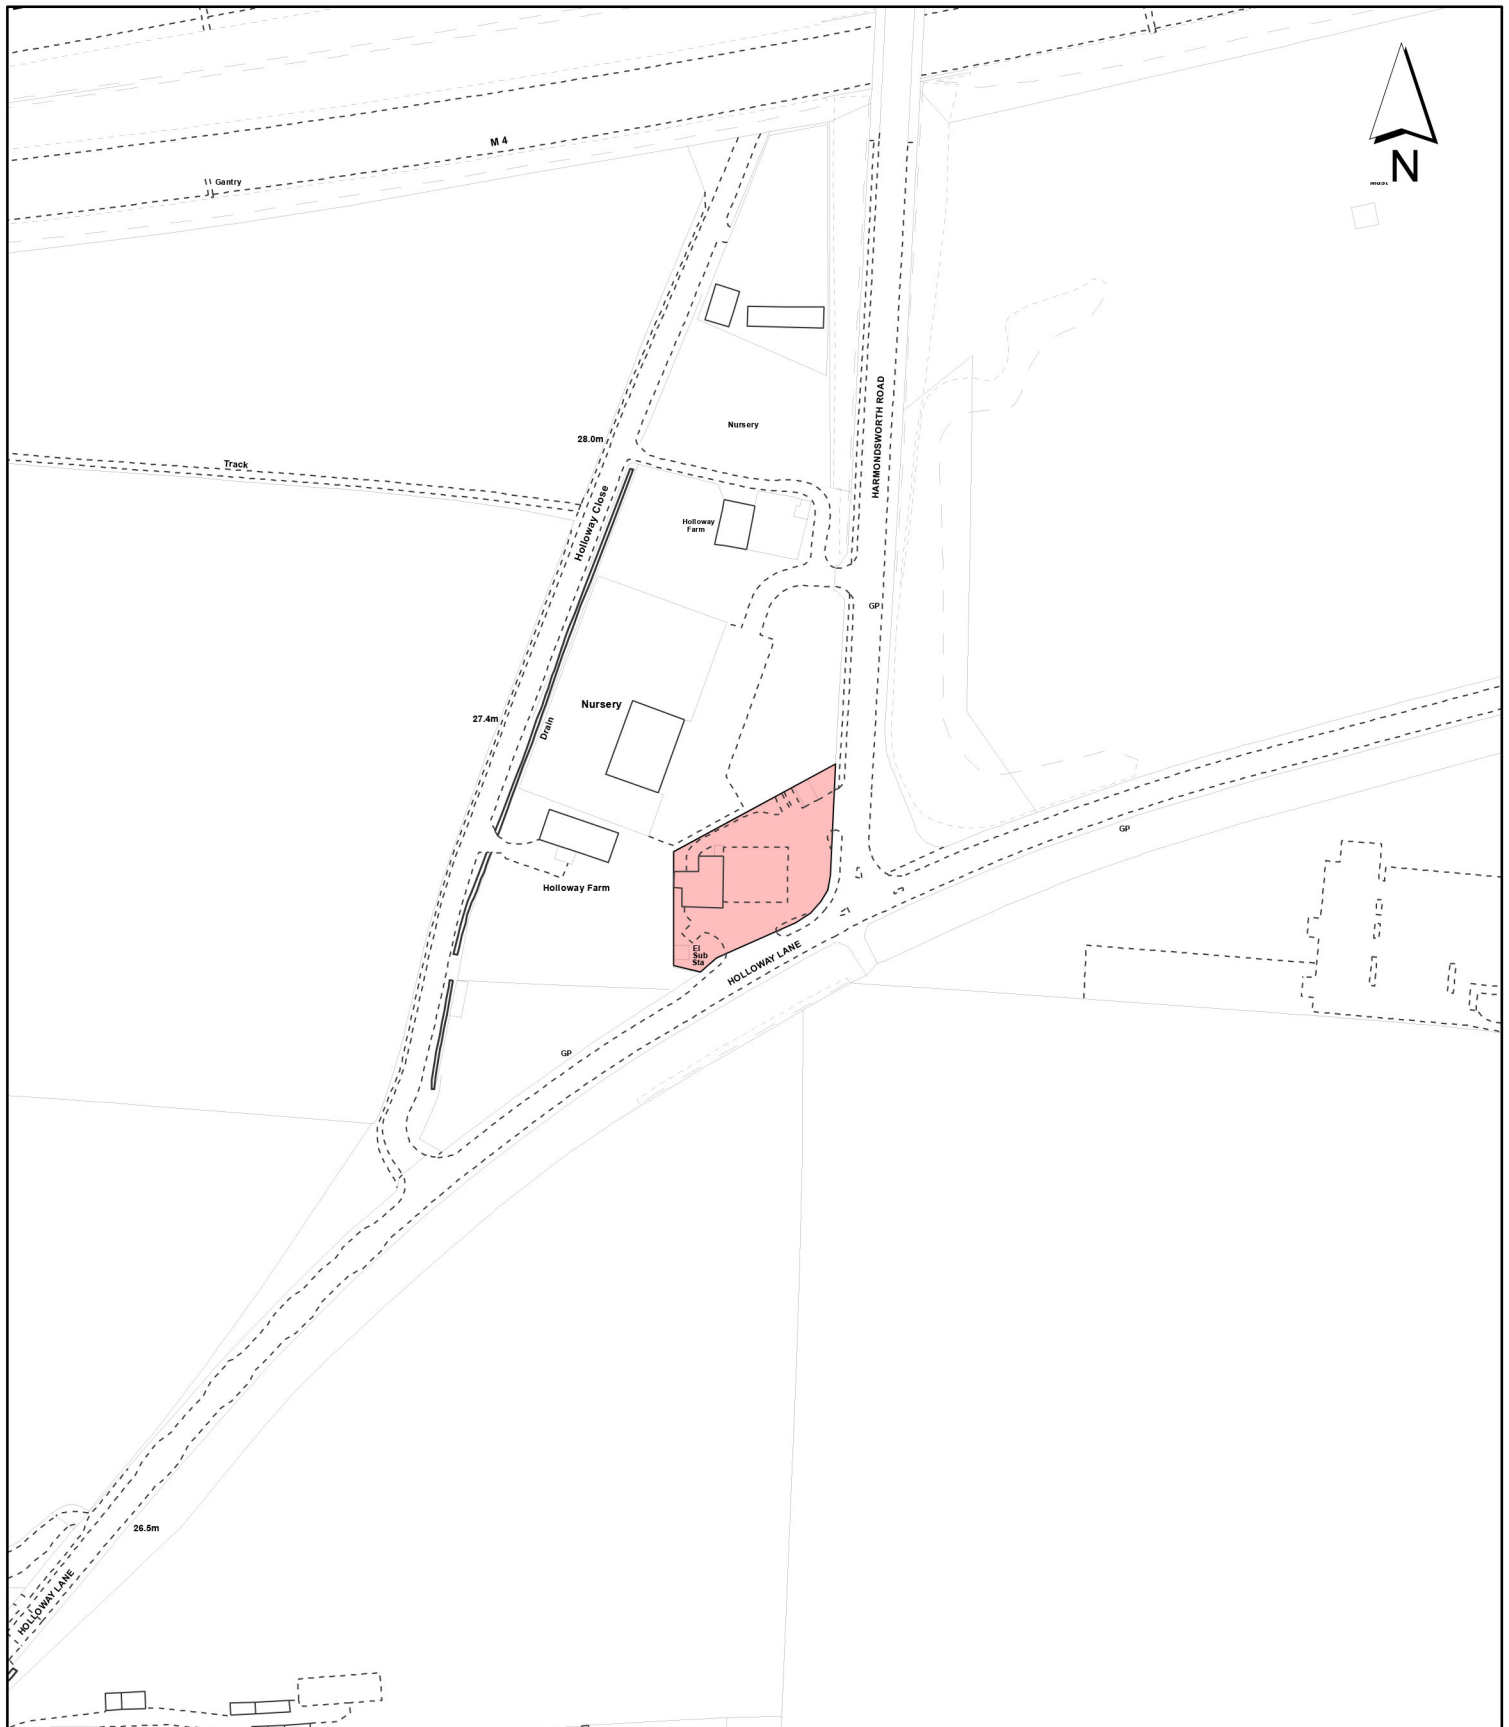 M 4
Gantry
N
Mast
Nursery
28.0m
HARMONDSWORTH ROAD
Track
Holloway Close
Holloway
Farm
GP
Nursery
27.4m
Drain
GP
Holloway Farm
El
Sub
Sta
HOLLOWAY LANE
GP
26.5m
HOLLOWAY LANE